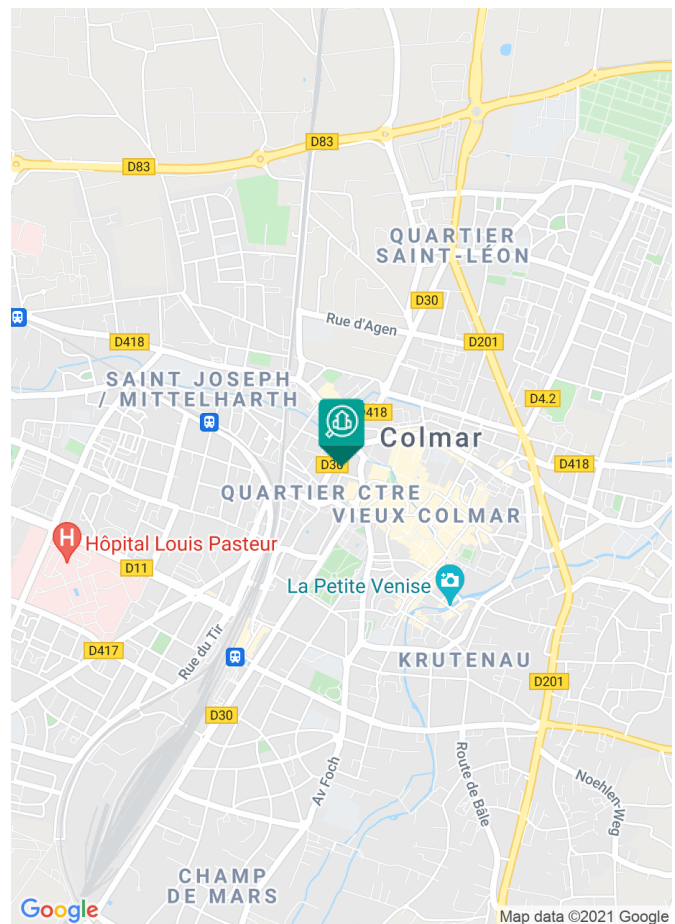 D83
D83
QUARTIER
SAINT-LÉON
D30
Rue d'Agen
D418
D201
SAINT JOSEPH
/ MITTELHARTH
D4.2
D418
Colmar
D30
D418
QUARTIER CTRE
VIEUX COLMAR
H
Hôpital Louis Pasteur
D11
La Petite Venise
D417
Rue du Tir
KRUTENAU
D201
D30
Av Foch
Route de Bâle
Noehlen-Weg
CHAMP
DE MARS
Google
Map data ©2021 Google